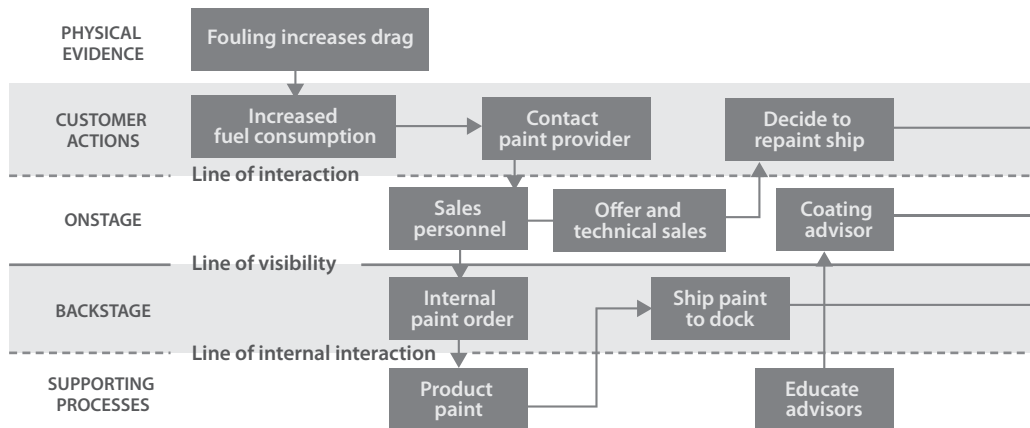 PHYSICAL
EVIDENCE
Fouling increases drag
CUSTOMER
ACTIONS
Increased
fuel consumption
Contact
paint provider
Decide to
repaint ship
Line of interaction
ONSTAGE
Sales
personnel
Offer and
technical sales
Coating
advisor
Line of visibility
BACKSTAGE
Internal
paint order
Ship paint
to dock
Line of internal interaction
SUPPORTING
PROCESSES
Product
paint
Educate
advisors